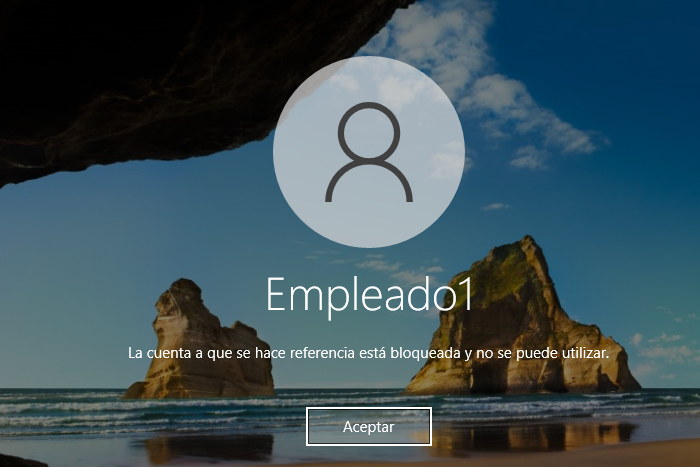 Empleado1
La cuenta a que se hace referencia está bloqueada y no se puede utilizar.
Aceptar